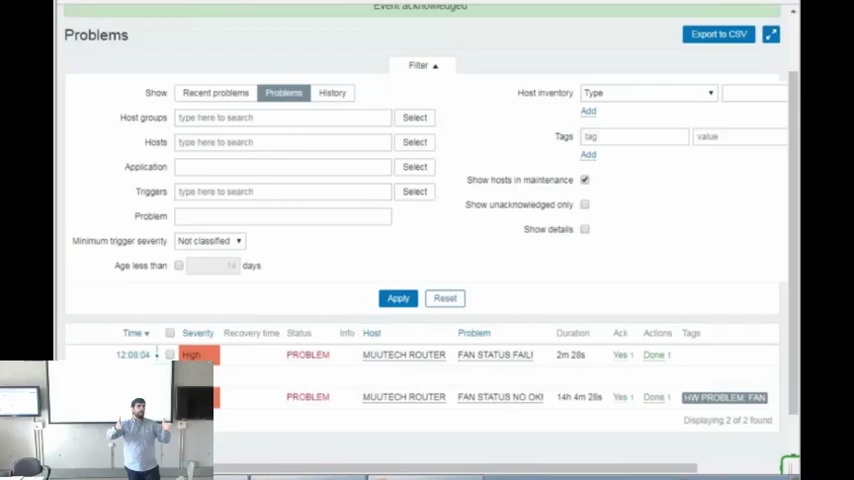 Event acknowledged
Problems
Export to CSV
Filter ▲
Show Recent problems Problems History
Host inventory Type
Add
Host groups type here to search Select
Hosts type here to search Select
Tags tag value
Add
Application Select
Triggers type here to search Select
Show hosts in maintenance
Problem
Show unacknowledged only
Minimum trigger severity Not classified
Show details
Age less than 14 days
Apply Reset
Time Severity Recovery time Status Info Host Problem Duration Ack Actions Tags
12:08:04 High PROBLEM MUUTECH ROUTER FAN STATUS FAIL! 2m 28s Yes 1 Done 1
PROBLEM MUUTECH ROUTER FAN STATUS NO OK! 14h 4m 28s Yes 1 Done 1 HW PROBLEM: FAN
Displaying 2 of 2 found